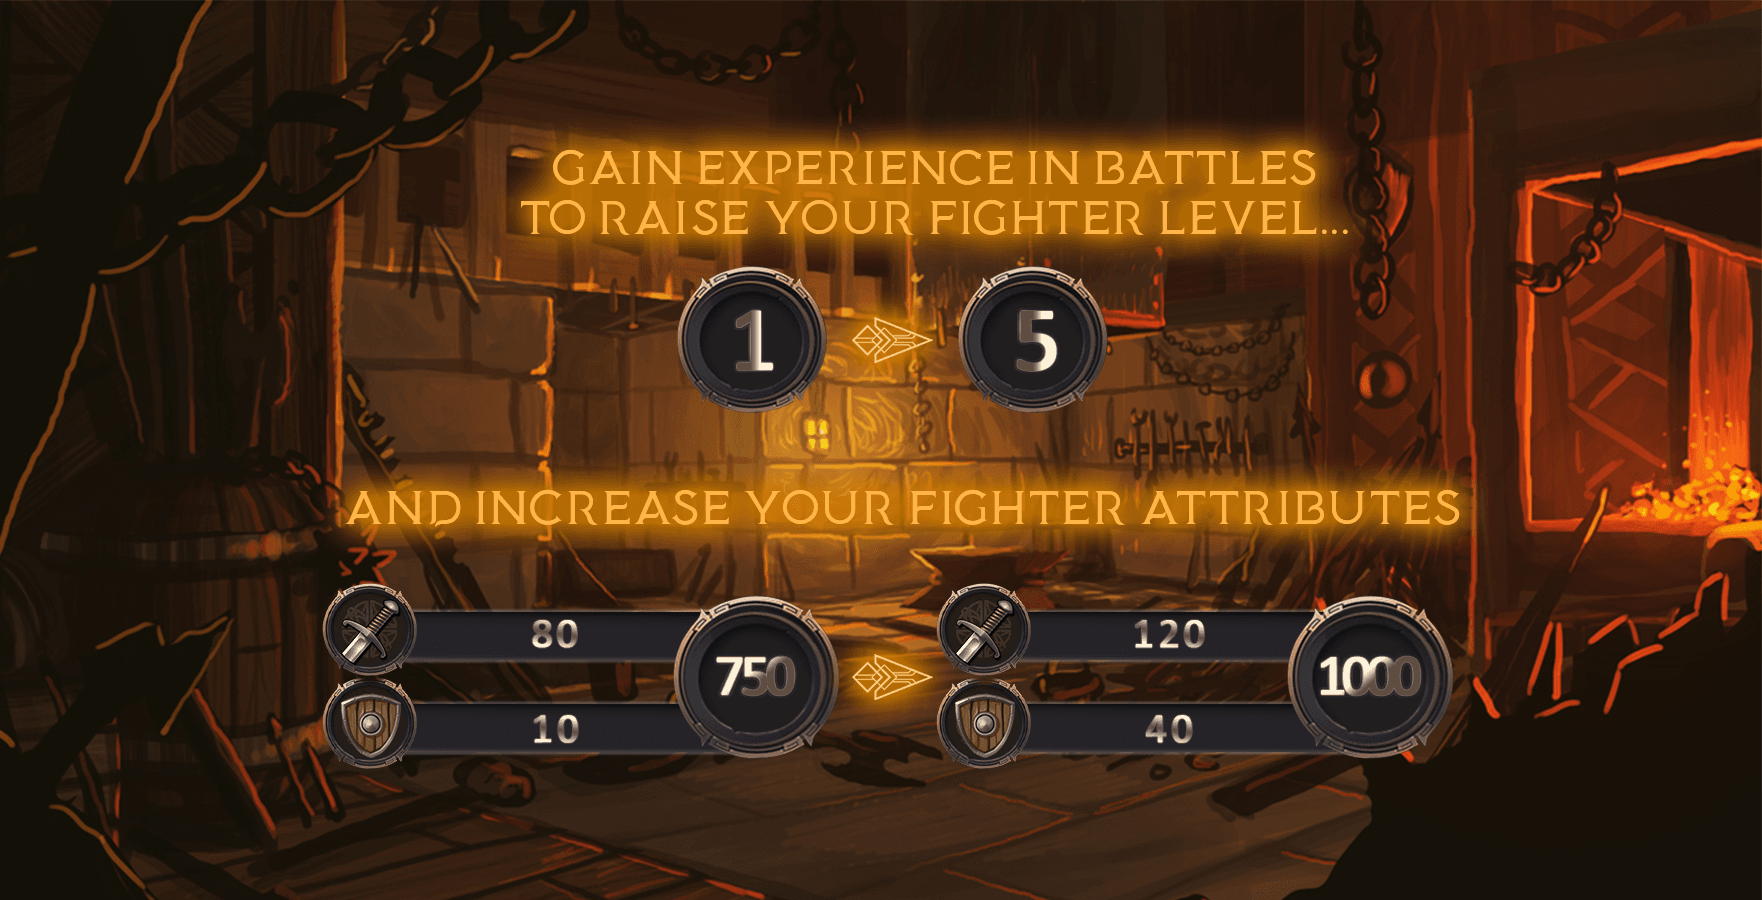 GAIN EXPERIENCE IN BATTLES
TO RAISE YOUR FIGHTER LEVEL...
1 5
AND INCREASE YOUR FIGHTER ATTRIBUTES
80 120
750 1000
10 40